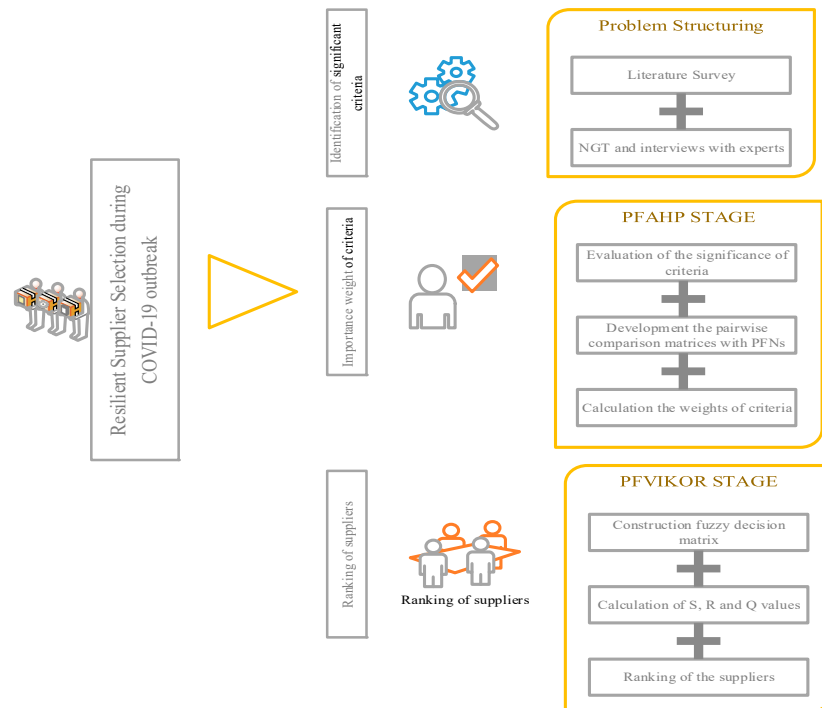 Resilient Supplier Selection during
COVID-19 outbreak
Identification of significant
criteria
Problem Structuring
Literature Survey
NGT and interviews with experts
Importance weight of criteria
PFAHP STAGE
Evaluation of the significance of
criteria
Development the pairwise
comparison matrices with PFNs
Calculation the weights of criteria
Ranking of suppliers
Ranking of suppliers
PFVIKOR STAGE
Construction fuzzy decision
matrix
Calculation of S, R and Q values
Ranking of the suppliers